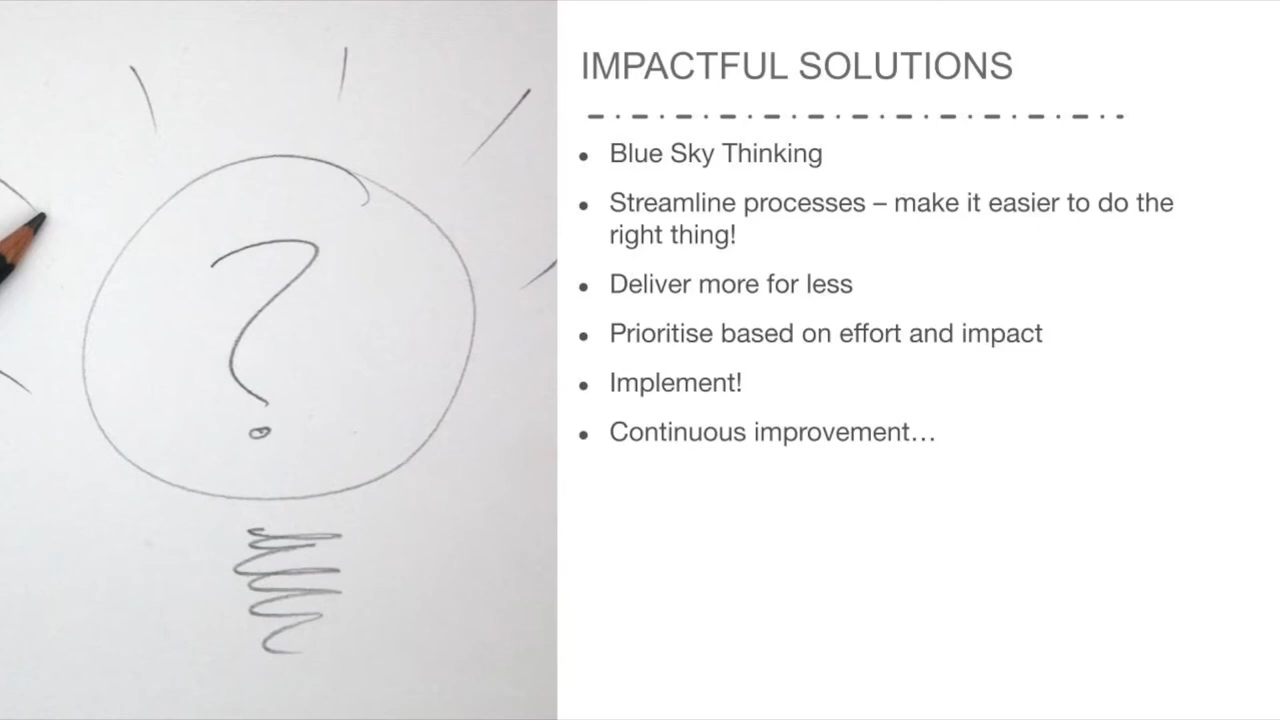 IMPACTFUL SOLUTIONS
• Blue Sky Thinking
• Streamline processes – make it easier to do the
right thing!
• Deliver more for less
• Prioritise based on effort and impact
• Implement!
• Continuous improvement…
?